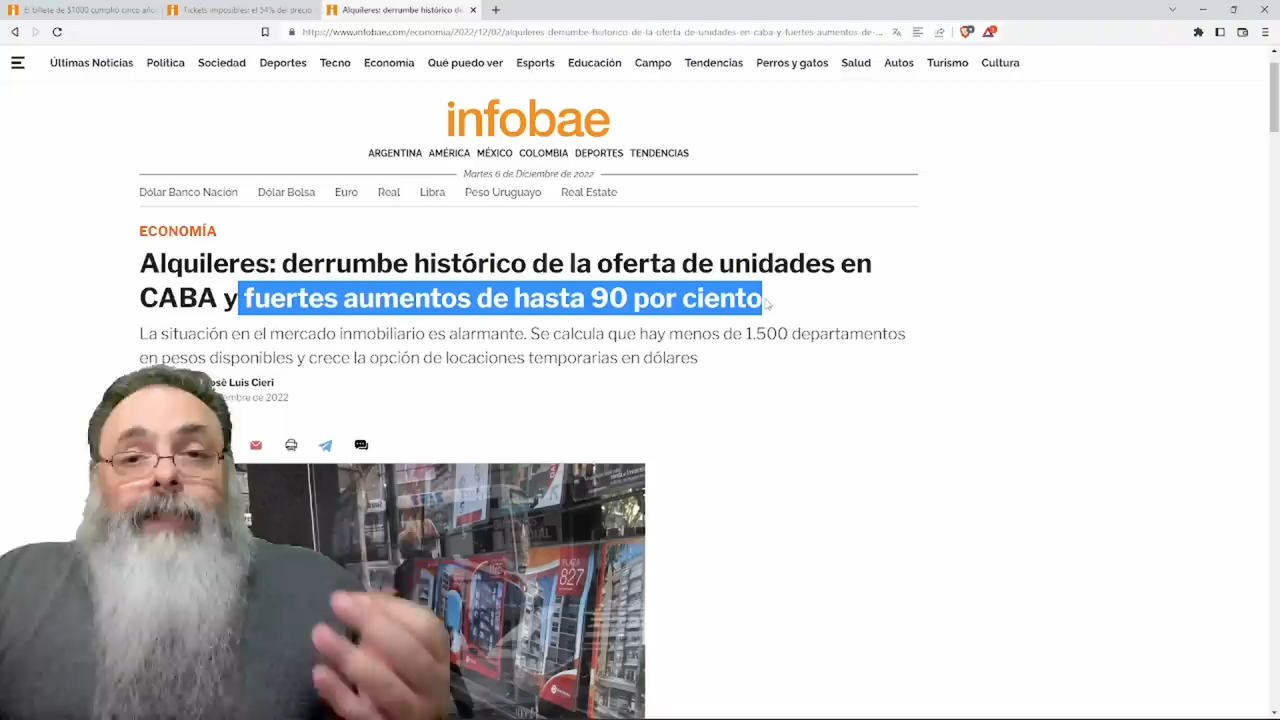 El billete de $1000 cumplió cinco años
Tickets imposibles: el 54% del precio
Alquileres: derrumbe histórico de
https://www.infobae.com/economia/2022/12/02/alquileres-derrumbe-historico-de-la-oferta-de-unidades-en-caba-y-fuertes-aumentos-de-...
Últimas Noticias Política Sociedad Deportes Tecno Economía Qué puedo ver Esports Educación Campo Tendencias Perros y gatos Salud Autos Turismo Cultura
infobae
ARGENTINA AMÉRICA MÉXICO COLOMBIA DEPORTES TENDENCIAS
Martes 6 de Diciembre de 2022
Dólar Banco Nación Dólar Bolsa Euro Real Libra Peso Uruguayo Real Estate
ECONOMÍA
Alquileres: derrumbe histórico de la oferta de unidades en
CABA y fuertes aumentos de hasta 90 por ciento
La situación en el mercado inmobiliario es alarmante. Se calcula que hay menos de 1.500 departamentos
en pesos disponibles y crece la opción de locaciones temporarias en dólares
osé Luis Cieri
embre de 2022
PLAZA
827